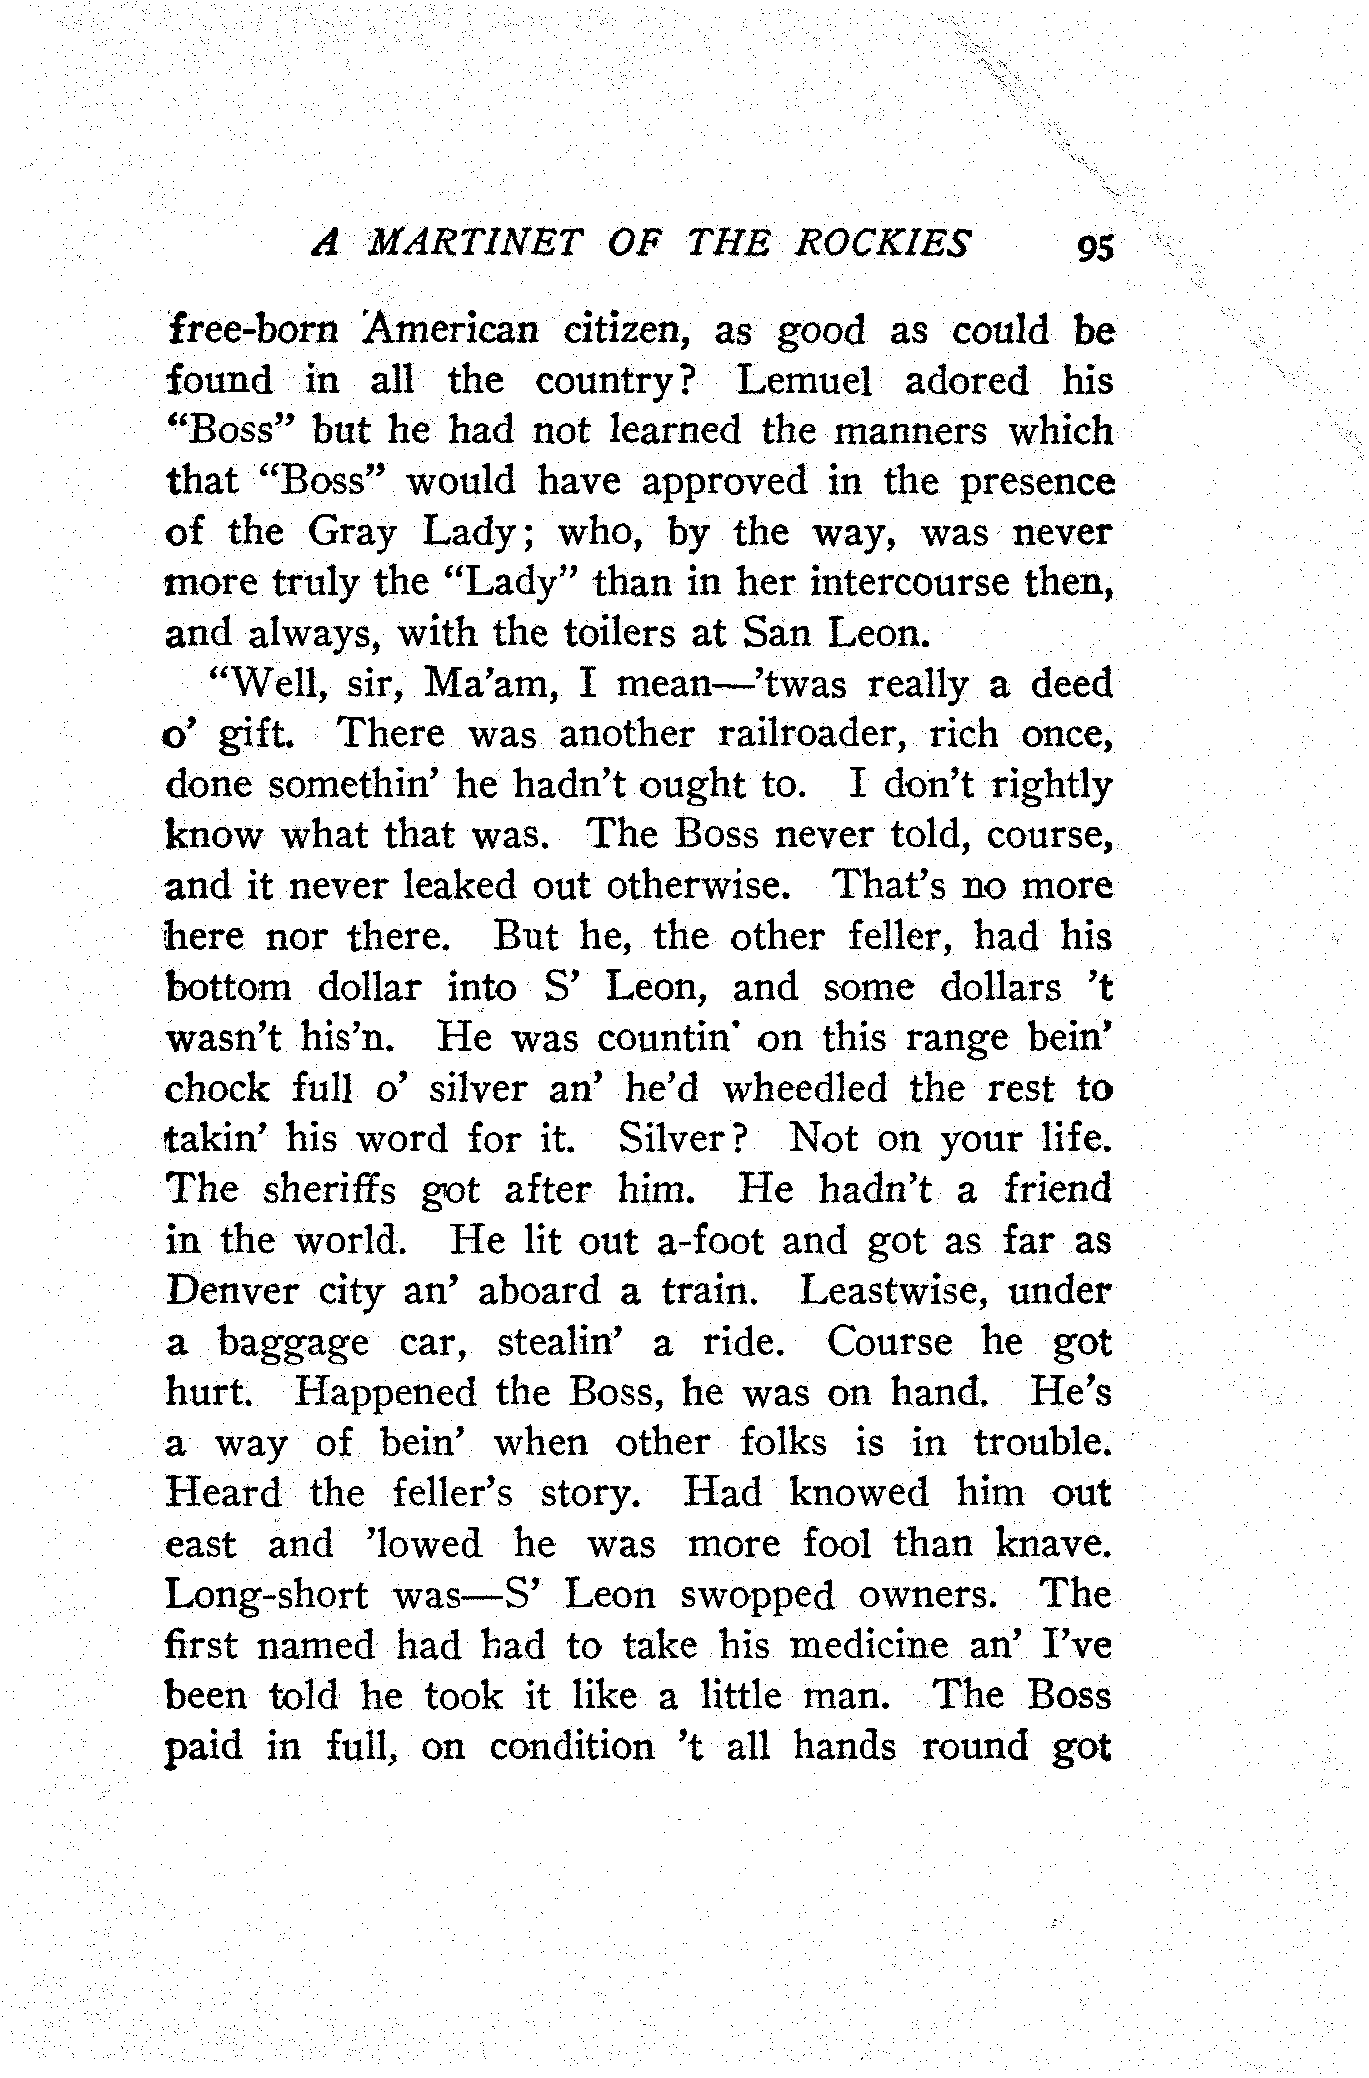 A MARTINET OF THE ROCKIES 95
free-born American citizen, as good as could be
found in all the country? Lemuel adored his
“Boss” but he had not learned the manners which
that “Boss” would have approved in the presence
of the Gray Lady; who, by the way, was never
more truly the “Lady” than in her intercourse then,
and always, with the toilers at San Leon.
“Well, sir, Ma’am, I mean—’twas really a deed
o’ gift. There was another railroader, rich once,
done somethin’ he hadn’t ought to. I don’t rightly
know what that was. The Boss never told, course,
and it never leaked out otherwise. That’s no more
here nor there. But he, the other feller, had his
bottom dollar into S’ Leon, and some dollars ’t
wasn’t his’n. He was countin’ on this range bein’
chock full o’ silver an’ he’d wheedled the rest to
takin’ his word for it. Silver? Not on your life.
The sheriffs got after him. He hadn’t a friend
in the world. He lit out a-foot and got as far as
Denver city an’ aboard a train. Leastwise, under
a baggage car, stealin’ a ride. Course he got
hurt. Happened the Boss, he was on hand. He’s
a way of bein’ when other folks is in trouble.
Heard the feller’s story. Had knowed him out
east and ’lowed he was more fool than knave.
Long-short was—S’ Leon swopped owners. The
first named had had to take his medicine an’ I’ve
been told he took it like a little man. The Boss
paid in full, on condition ’t all hands round got